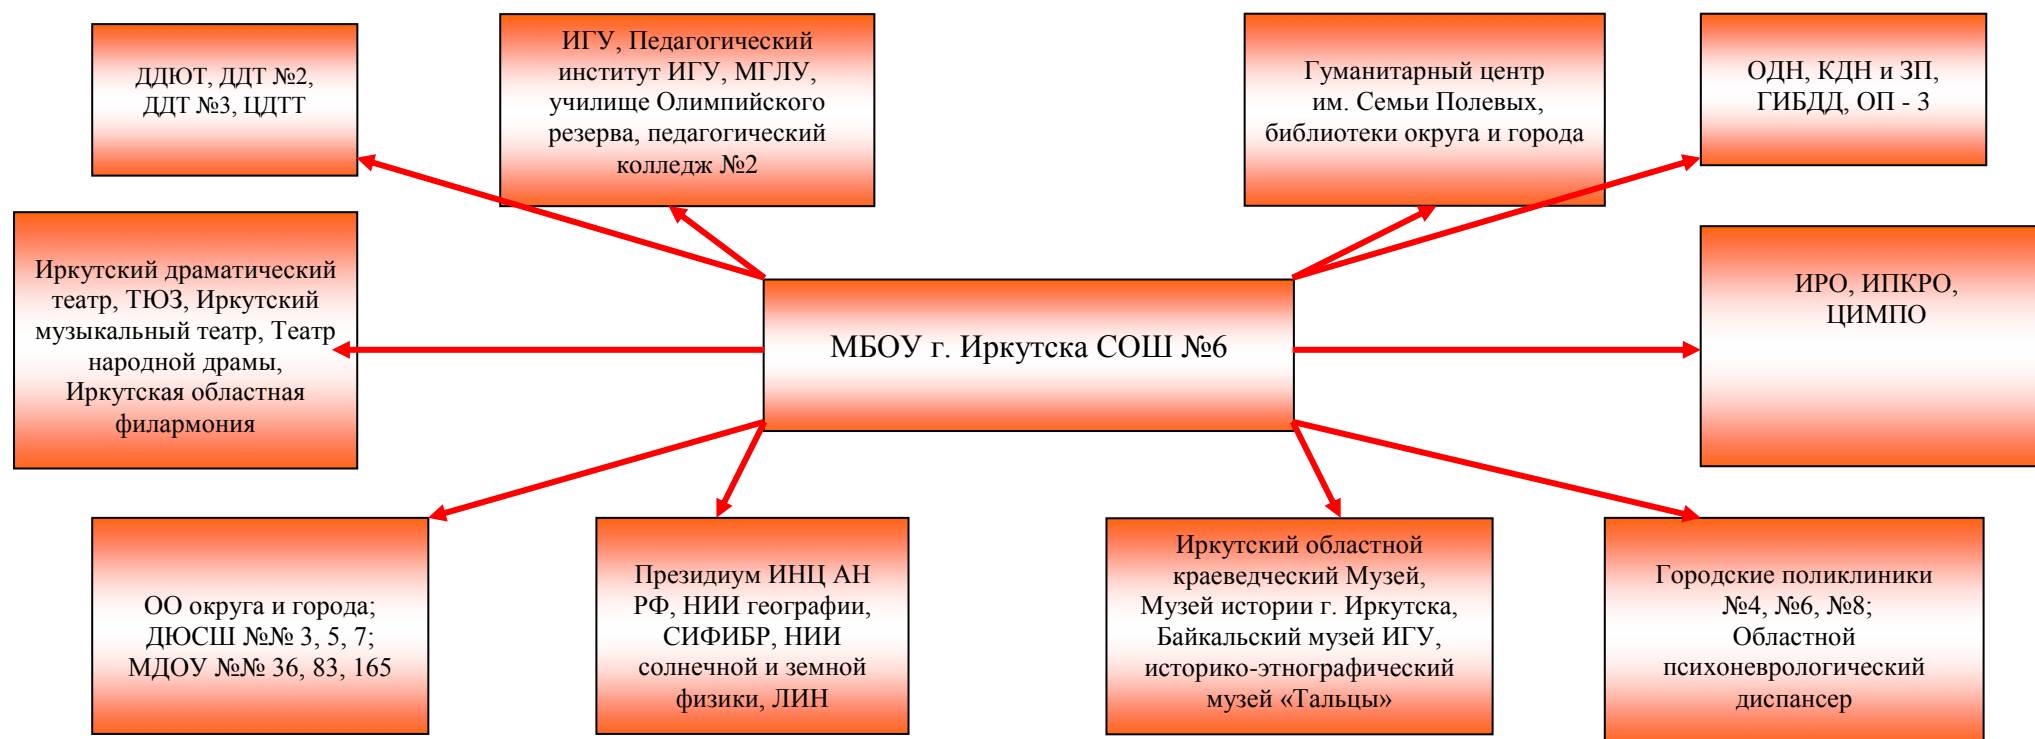 ДДЮТ, ДДТ №2,
ДДТ №3, ЦДТТ
ИГУ, Педагогический
институт ИГУ, МГЛУ,
училище Олимпийского
резерва, педагогический
колледж №2
Гуманитарный центр
им. Семьи Полевых,
библиотеки округа и города
ОДН, КДН и ЗП,
ГИБДД, ОП - 3
Иркутский драматический
театр, ТЮЗ, Иркутский
музыкальный театр, Театр
народной драмы,
Иркутская областная
филармония
МБОУ г. Иркутска СОШ №6
ИРО, ИПКРО,
ЦИМПО
ОО округа и города;
ДЮСШ №№ 3, 5, 7;
МДОУ №№ 36, 83, 165
Президиум ИНЦ АН
РФ, НИИ географии,
СИФИБР, НИИ
солнечной и земной
физики, ЛИН
Иркутский областной
краеведческий Музей,
Музей истории г. Иркутска,
Байкальский музей ИГУ,
историко-этнографический
музей «Тальцы»
Городские поликлиники
№4, №6, №8;
Областной
психоневрологический
диспансер